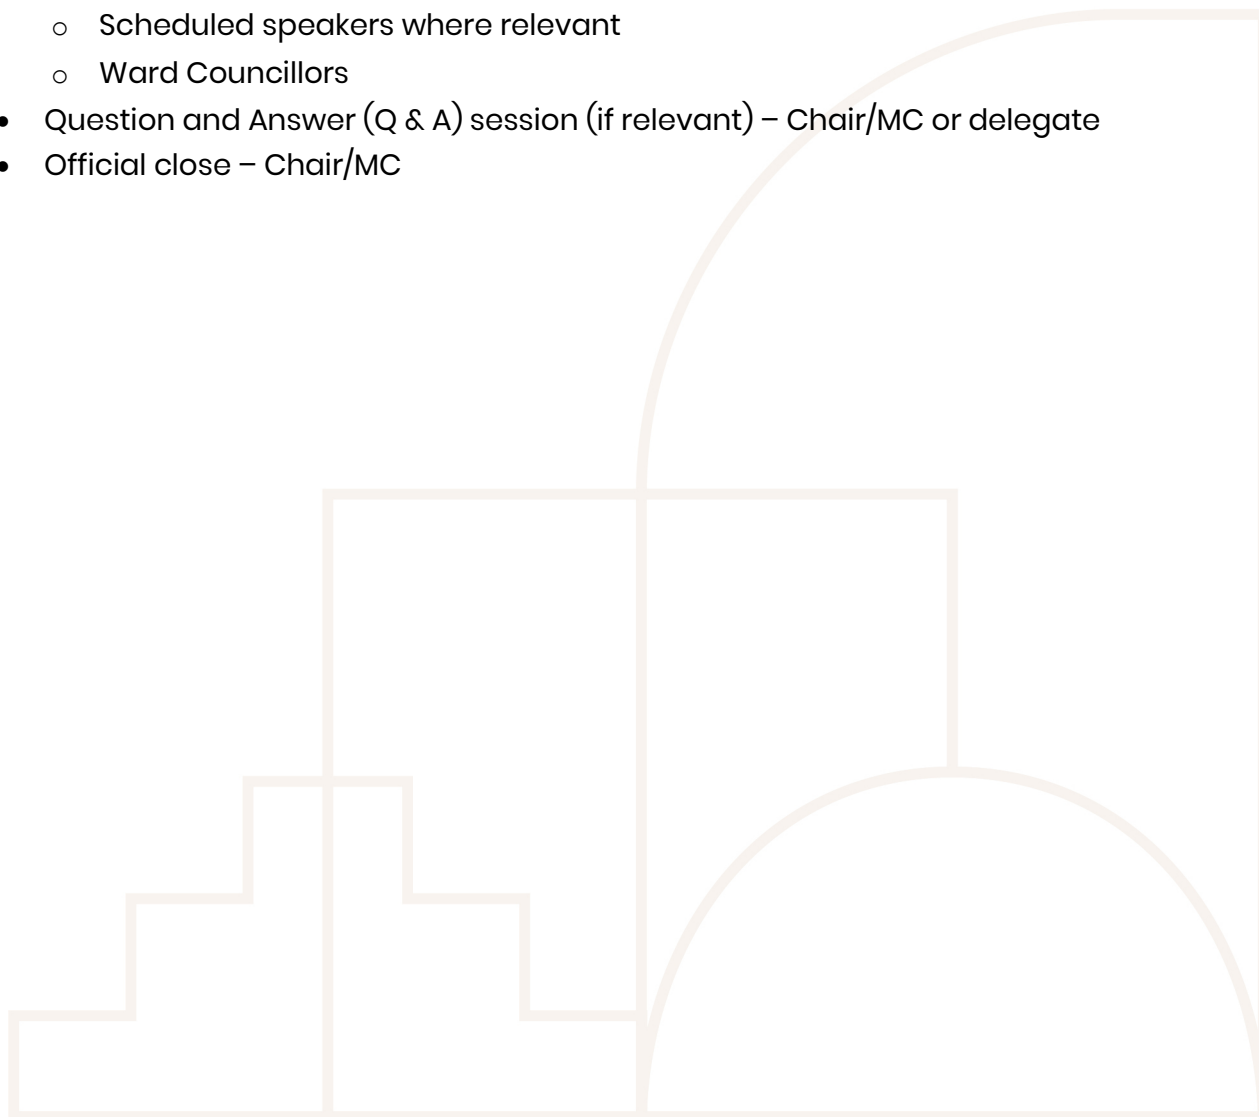 ○ Scheduled speakers where relevant
○ Ward Councillors
• Question and Answer (Q & A) session (if relevant) – Chair/MC or delegate
• Official close – Chair/MC